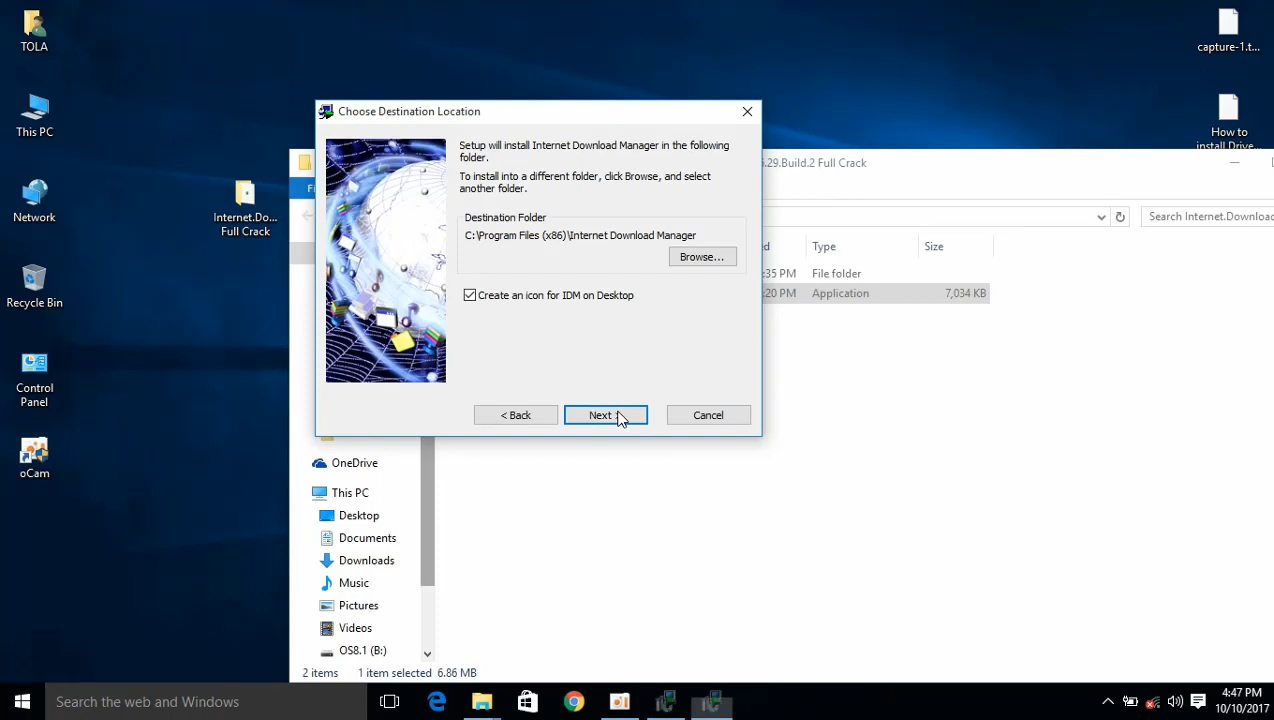 TOLA
This PC
Network
Recycle Bin
Control
Panel
oCam
Internet.Do...
Full Crack
capture-1.t...
How to
install Drive...
Choose Destination Location
Setup will install Internet Download Manager in the following
folder.
To install into a different folder, click Browse, and select
another folder.
Destination Folder
C:\Program Files (x86)\Internet Download Manager
Browse...
Create an icon for IDM on Desktop
< Back
Next
Cancel
.29.Build.2 Full Crack
Search Internet.Download
Type
Size
:35 PM
File folder
:20 PM
Application
7,034 KB
OneDrive
This PC
Desktop
Documents
Downloads
Music
Pictures
Videos
OS8.1 (B:)
2 items
1 item selected 6.86 MB
Search the web and Windows
4:47 PM
10/10/2017